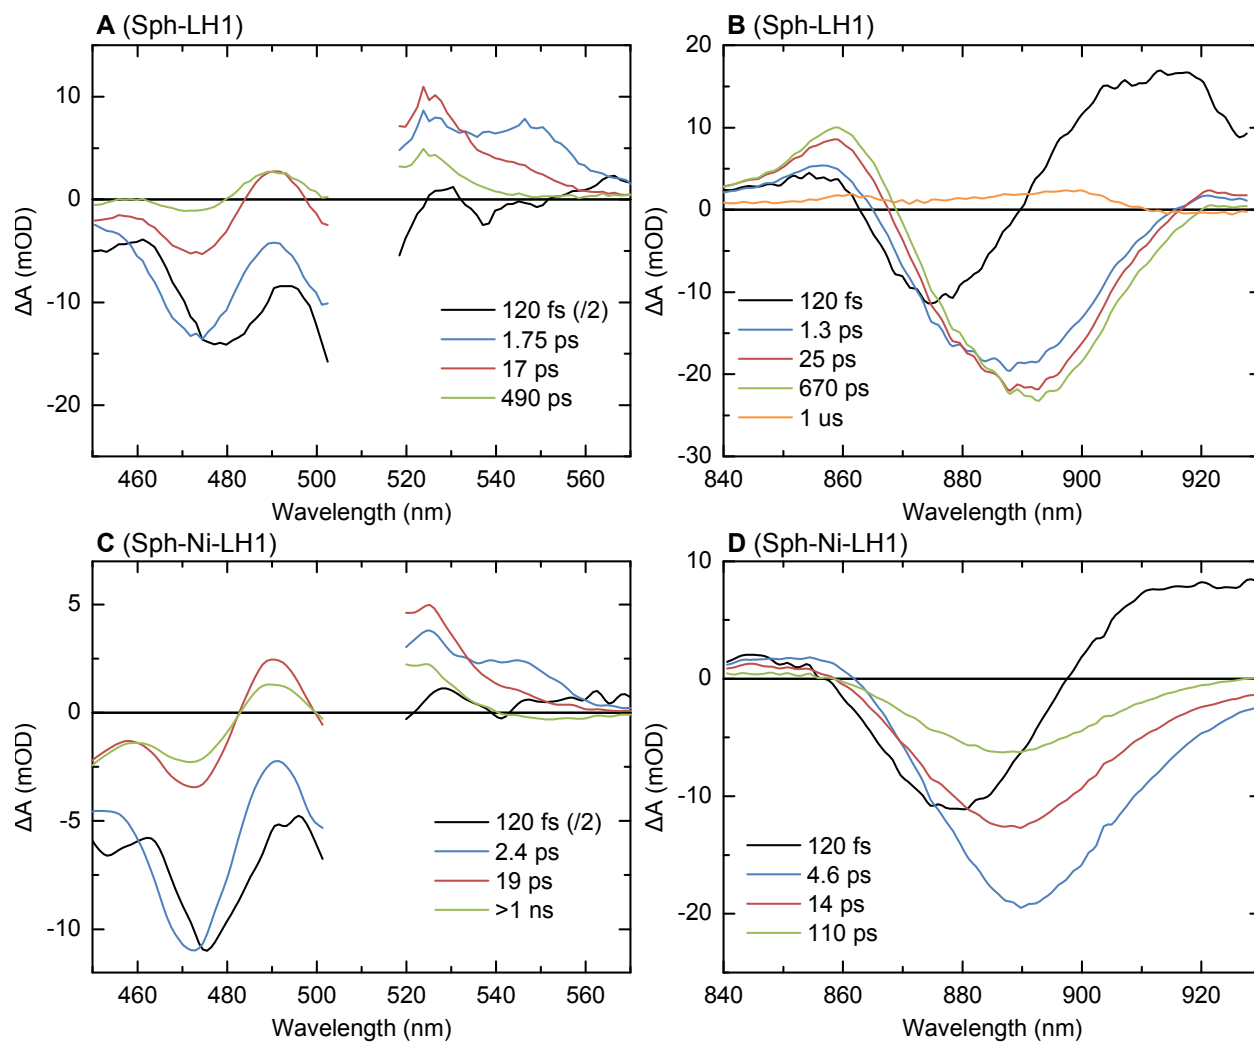 A (Sph-LH1)
10
0
-10
-20
ΔA (mOD)
120 fs (/2)
1.75 ps
17 ps
490 ps
460 480 500 520 540 560
Wavelength (nm)
B (Sph-LH1)
20
10
0
-10
-20
-30
ΔA (mOD)
120 fs
1.3 ps
25 ps
670 ps
1 us
840 860 880 900 920
Wavelength (nm)
C (Sph-Ni-LH1)
5
0
-5
-10
ΔA (mOD)
120 fs (/2)
2.4 ps
19 ps
>1 ns
460 480 500 520 540 560
Wavelength (nm)
D (Sph-Ni-LH1)
10
0
-10
-20
ΔA (mOD)
120 fs
4.6 ps
14 ps
110 ps
840 860 880 900 920
Wavelength (nm)